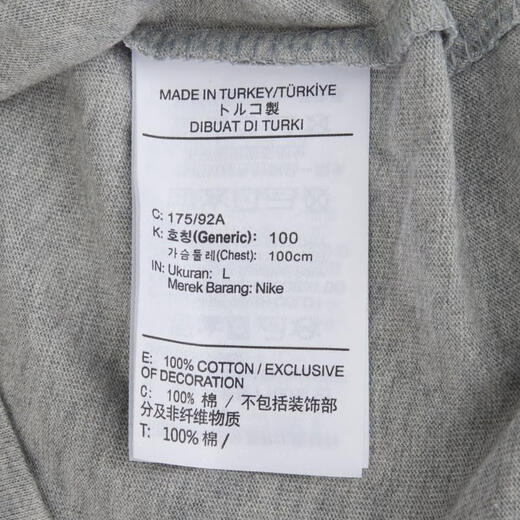 MADE IN TURKEY/TÜRKİYE
トルコ製
DIBUAT DI TURKI
C: 175/92A
K: 호칭(Generic): 100
가슴둘레(Chest): 100cm
IN: Ukuran: L
Merek Barang: Nike
E: 100% COTTON/EXCLUSIVE
OF DECORATION
C: 100% 棉 / 不包括装饰部
分及非纤维物质
T: 100%棉/